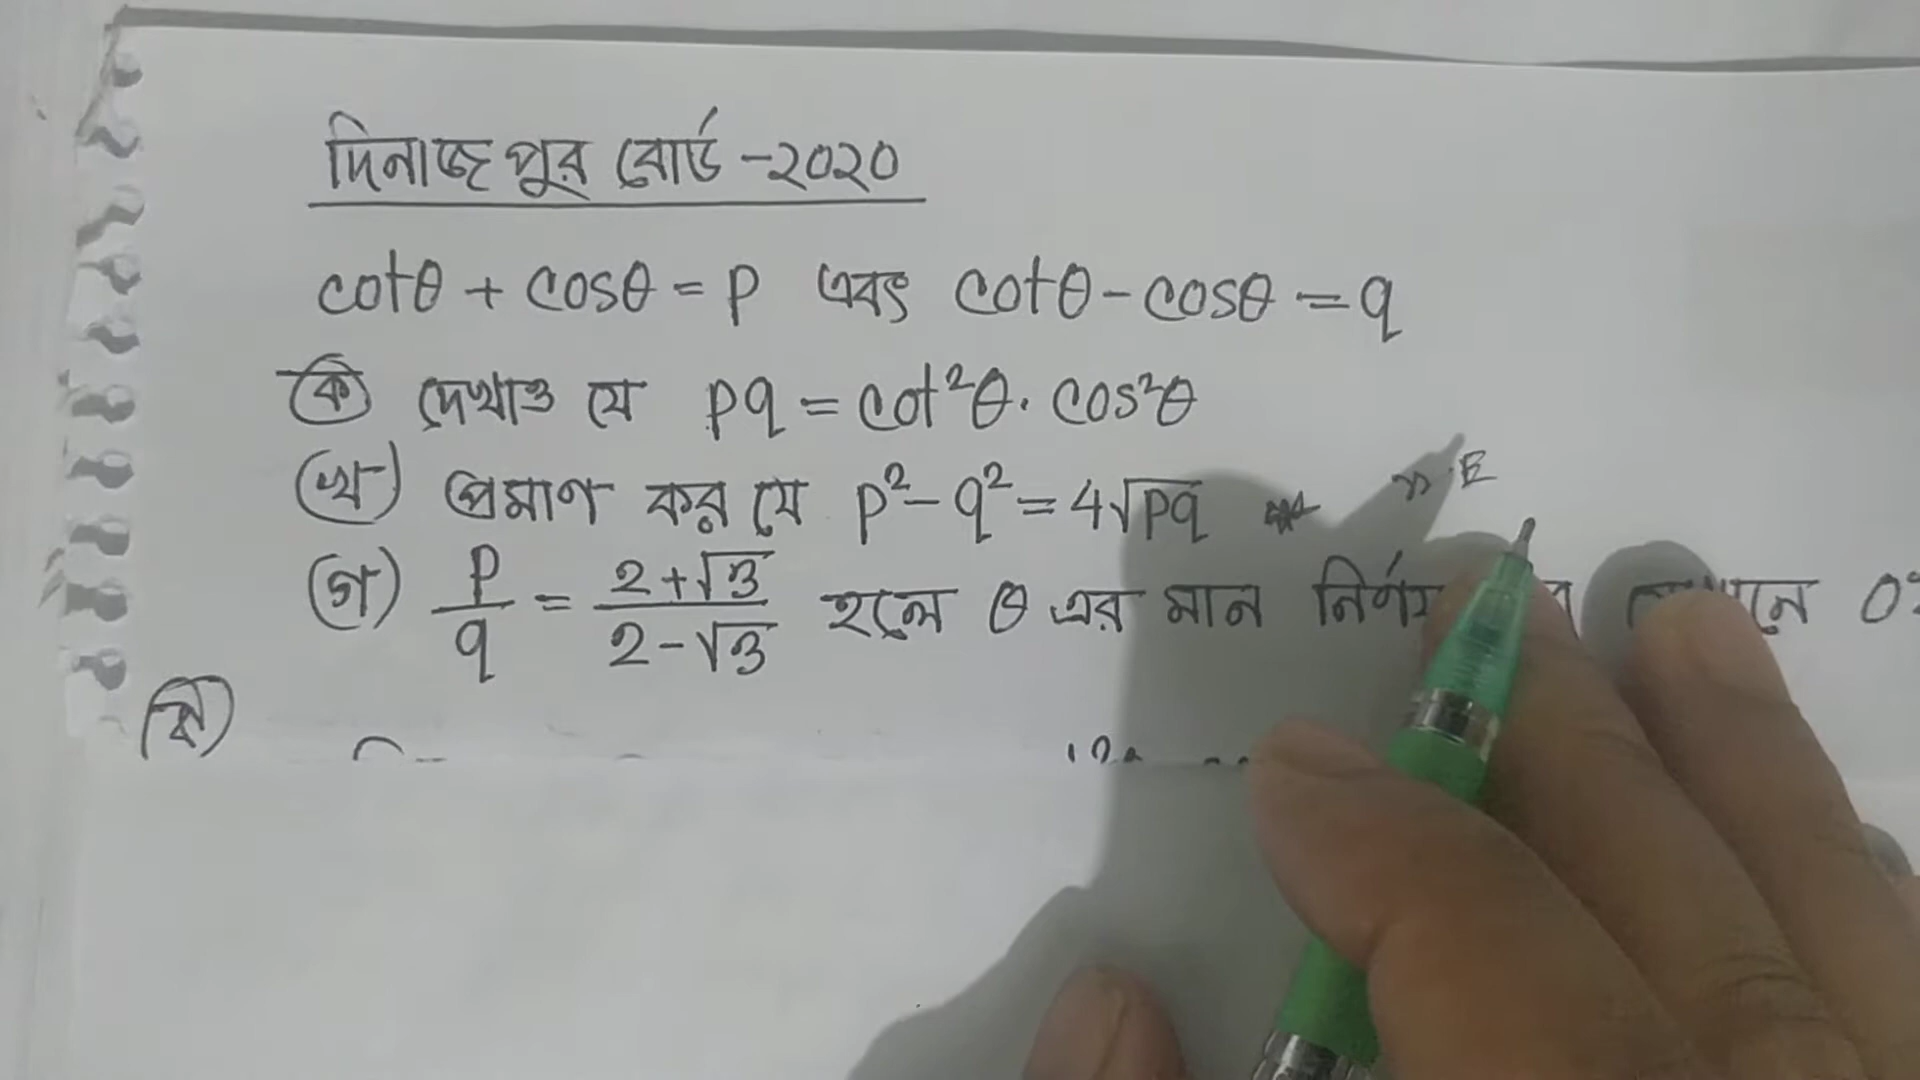 দিনাজপুর বোর্ড -২০২০
cotθ + cosθ = p এবং cotθ - cosθ = q
(ক) দেখাও যে pq = cot²θ · cos²θ
(খ) প্রমাণ কর যে p² - q² = 4√pq
(গ) p/q = (2+√3)/(2-√3) হলে θ এর মান
(ক)